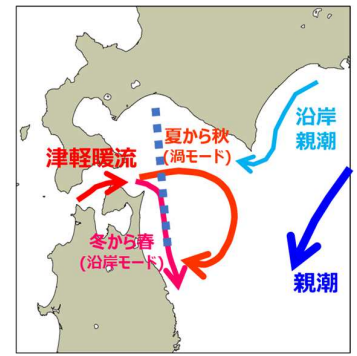 夏から秋
(渦モード)
沿岸
親潮
津軽暖流
冬から春
(沿岸モード)
親潮